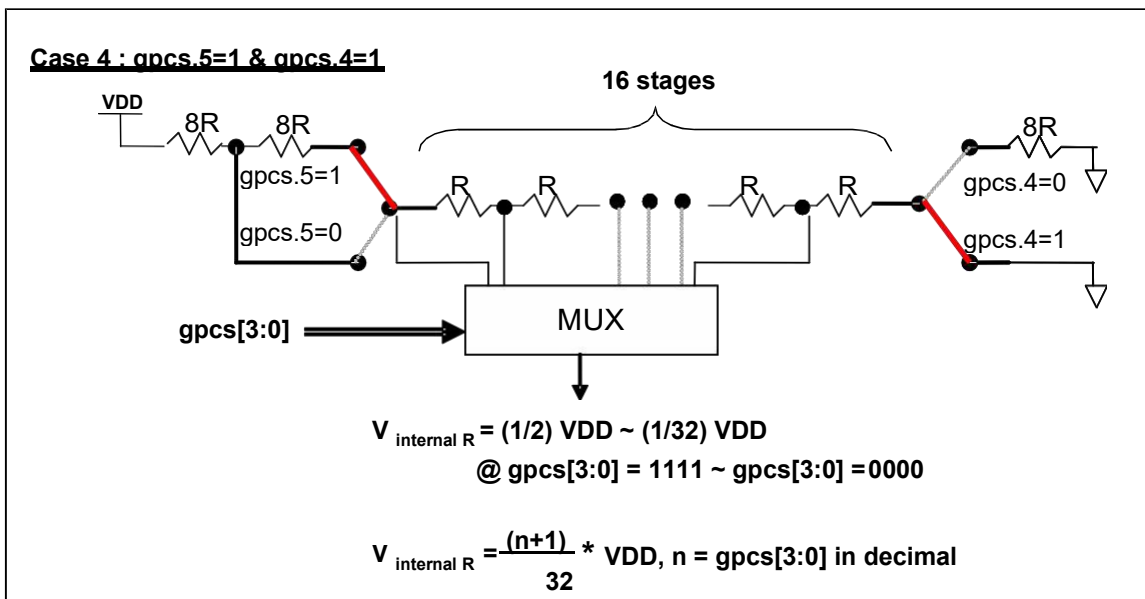 Case 4 : gpcs.5=1 & gpcs.4=1
16 stages
VDD
8R
8R
8R
gpcs.5=1
R
R
R
R
gpcs.4=0
gpcs.5=0
gpcs.4=1
MUX
gpcs[3:0]
V internal R = (1/2) VDD ~ (1/32) VDD
@ gpcs[3:0] = 1111 ~ gpcs[3:0] =0000
V internal R = (n+1) * VDD, n = gpcs[3:0] in decimal
32